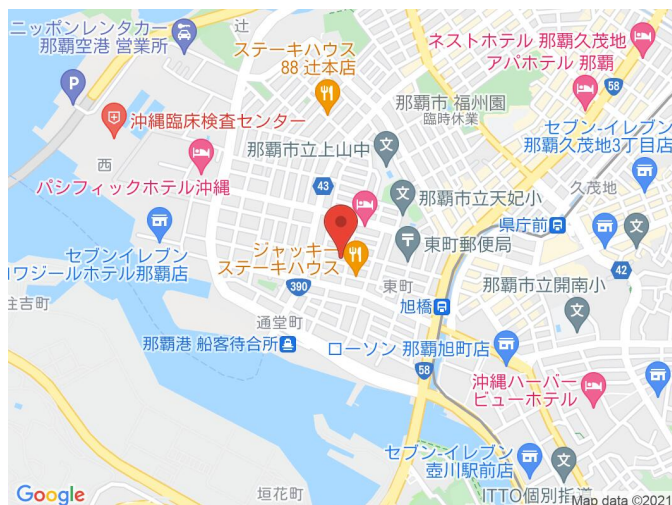 ニッポンレンタカー
那覇空港 営業所
辻
ステーキハウス
88 辻本店
ネストホテル 那覇久茂地
アパホテル 那覇
58
P
沖縄臨床検査センター
那覇市 福州園
臨時休業
セブン-イレブン
那覇久茂地3丁目店
西
那覇市立上山中
文
パシフィックホテル沖縄
43
文
那覇市立天妃小
久茂地
県庁前
セブンイレブン
ロワジールホテル那覇店
ジャッキー
ステーキハウス
東町郵便局
42
住吉町
390
東町
旭橋
那覇市立開南小
文
通堂町
那覇港 船客待合所
ローソン 那覇旭町店
58
沖縄ハーバー
ビューホテル
セブン-イレブン
壺川駅前店
文
垣花町
ITTO個別指導
Google
Map data ©2021